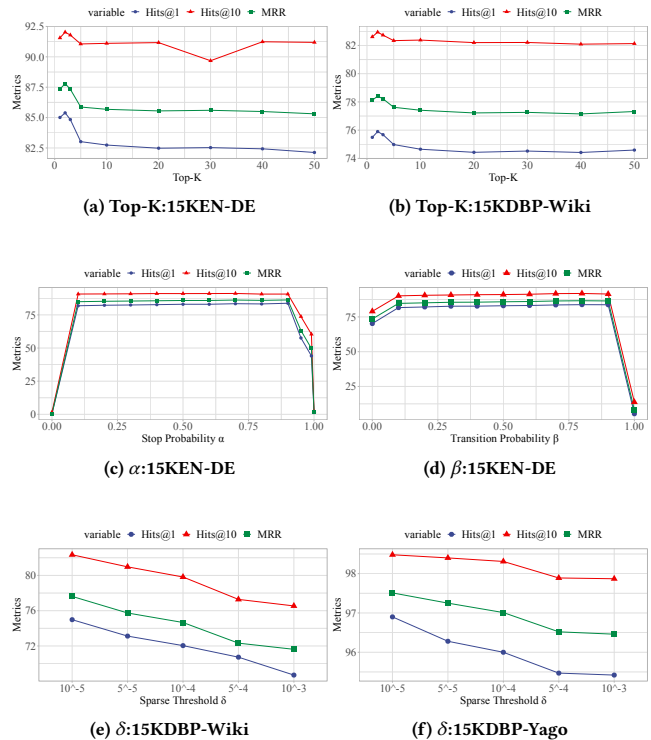 variable Hits@1 Hits@10 MRR
95.0
92.5
90.0
87.5
85.0
82.5
Metrics
0 10 20 30 40 50
Top-K
(a) Top-K:15KEN-DE
variable Hits@1 Hits@10 MRR
82
80
78
76
74
Metrics
0 10 20 30 40 50
Top-K
(b) Top-K:15KDBP-Wiki
variable Hits@1 Hits@10 MRR
75
50
25
0
Metrics
0.00 0.25 0.50 0.75 1.00
Stop Probability α
(c) α:15KEN-DE
variable Hits@1 Hits@10 MRR
75
50
25
Metrics
0.00 0.25 0.50 0.75 1.00
Transition Probability β
(d) β:15KEN-DE
variable Hits@1 Hits@10 MRR
80
76
72
Metrics
10^-5 5^-5 10^-4 5^-4 10^-3
Sparse Threshold δ
(e) δ:15KDBP-Wiki
variable Hits@1 Hits@10 MRR
98
97
96
Metrics
10^-5 5^-5 10^-4 5^-4 10^-3
Sparse Threshold δ
(f) δ:15KDBP-Yago